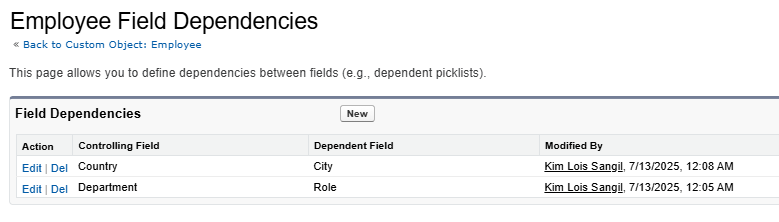 Employee Field Dependencies
« Back to Custom Object: Employee
This page allows you to define dependencies between fields (e.g., dependent picklists).
Field Dependencies New
Action Controlling Field Dependent Field Modified By
Edit | Del Country City Kim Lois Sangil, 7/13/2025, 12:08 AM
Edit | Del Department Role Kim Lois Sangil, 7/13/2025, 12:05 AM